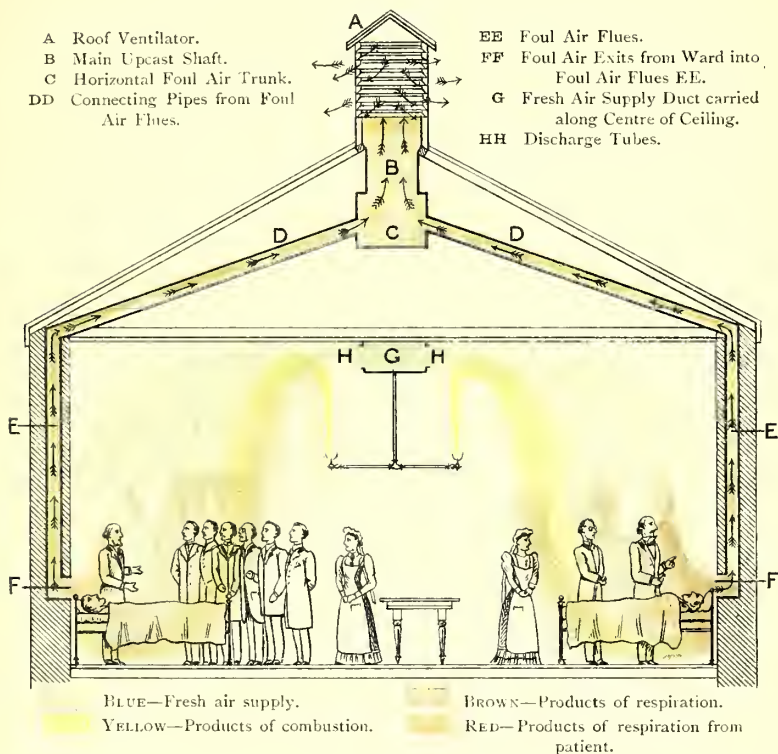 A Roof Ventilator.
B Main Upcast Shaft.
C Horizontal Foul Air Trunk.
DD Connecting Pipes from Foul
Air Flues.
A
EE Foul Air Flues.
FF Foul Air Exits from Ward into
Foul Air Flues EE.
G Fresh Air Supply Duct carried
along Centre of Ceiling.
HH Discharge Tubes.
B
D C D
H G H
E E
F F
BLUE—Fresh air supply.
YELLOW—Products of combustion.
BROWN—Products of respiration.
RED—Products of respiration from
patient.